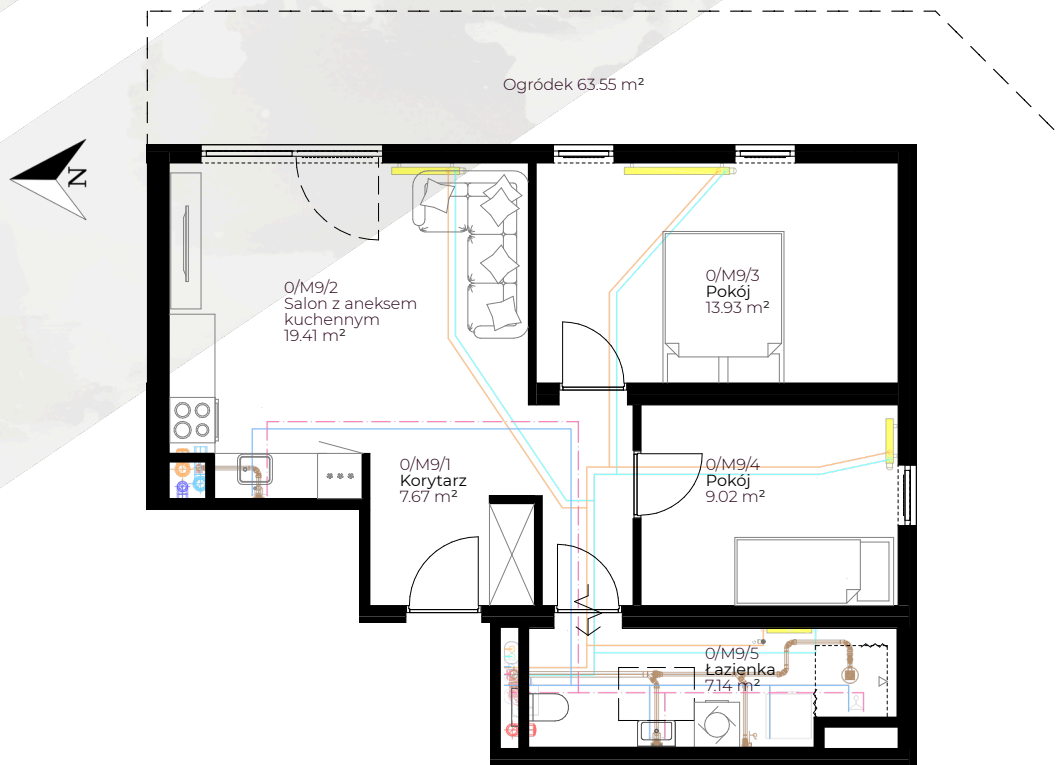 Ogródek 63.55 m²
N
0/M9/2
Salon z aneksem
kuchennym
19.41 m²
0/M9/3
Pokój
13.93 m²
0/M9/1
Korytarz
7.67 m²
0/M9/4
Pokój
9.02 m²
0/M9/5
Łazienka
7.14 m²